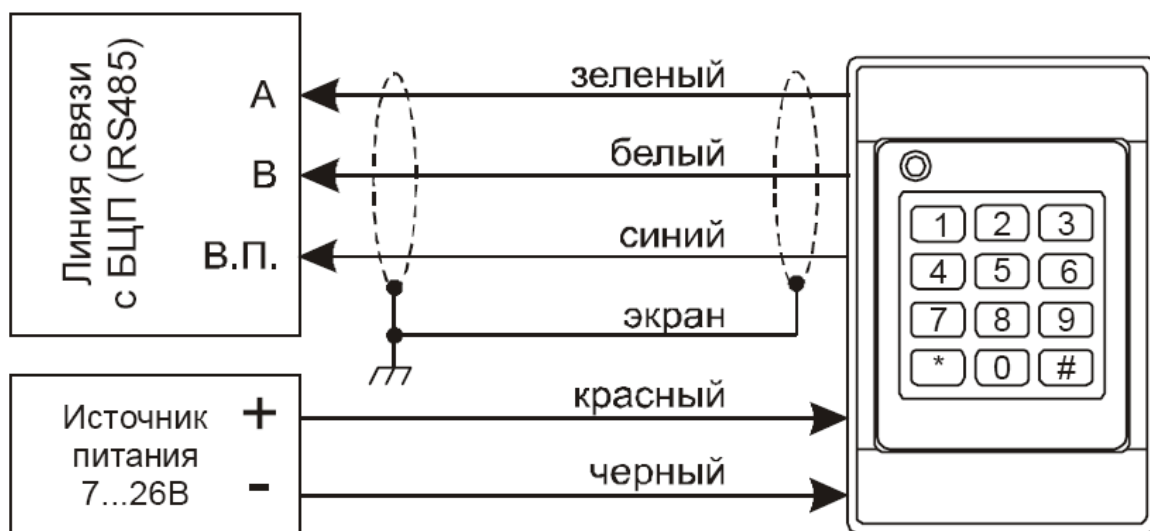 Линия связи
с БЦП (RS485)
А
В
В.П.
зеленый
белый
синий
экран
Источник
питания
7...26В
+
-
красный
черный
1 2 3
4 5 6
7 8 9
* 0 #